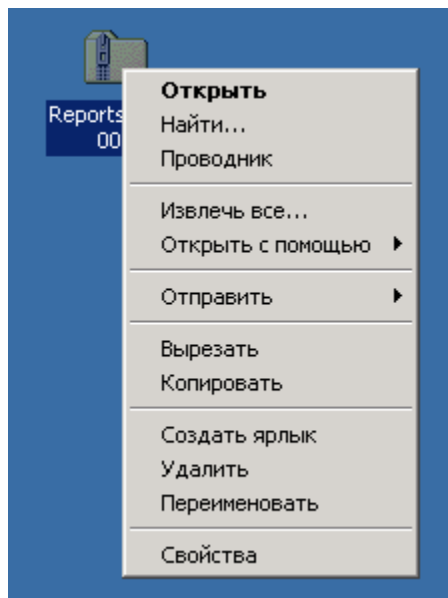 Reports
00
Открыть
Найти...
Проводник
Извлечь все...
Открыть с помощью
Отправить
Вырезать
Копировать
Создать ярлык
Удалить
Переименовать
Свойства